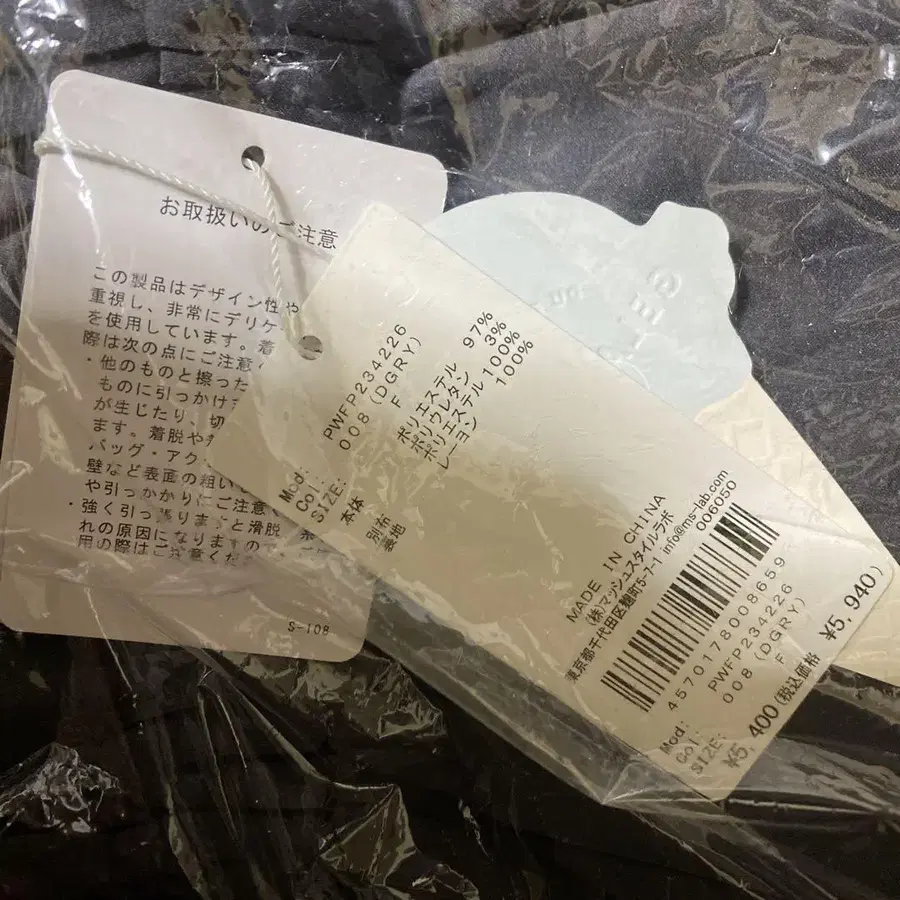 お取扱いのご注意
この製品はデザイン性や
重視し、非常にデリケ
を使用しています。着
際は次の点にご注意
・他のものと擦った
ものに引っかけ
が生じたり、切
ます。着脱や
バッグ・アク
壁など表面の粗い
や引っかかりにご注意く
・強く引っ張りますと滑脱
れの原因になりますの
用の際はご注意くだ
S-108
Mod: PWFP234226
Col: 008 (DGRY)
SIZE: F
本体 ポリエステル 97%
ポリウレタン 3%
別布 ポリエステル 100%
裏地 レーヨン 100%
MADE IN CHINA
(株)マッシュスタイルラボ
東京都千代田区麹町5-7-1 info@ms-lab.com
006050
4570178008659
Mod: PWFP234226
Col: 008 (DGRY)
SIZE: F
¥5,400 (税込価格 ¥5,940)